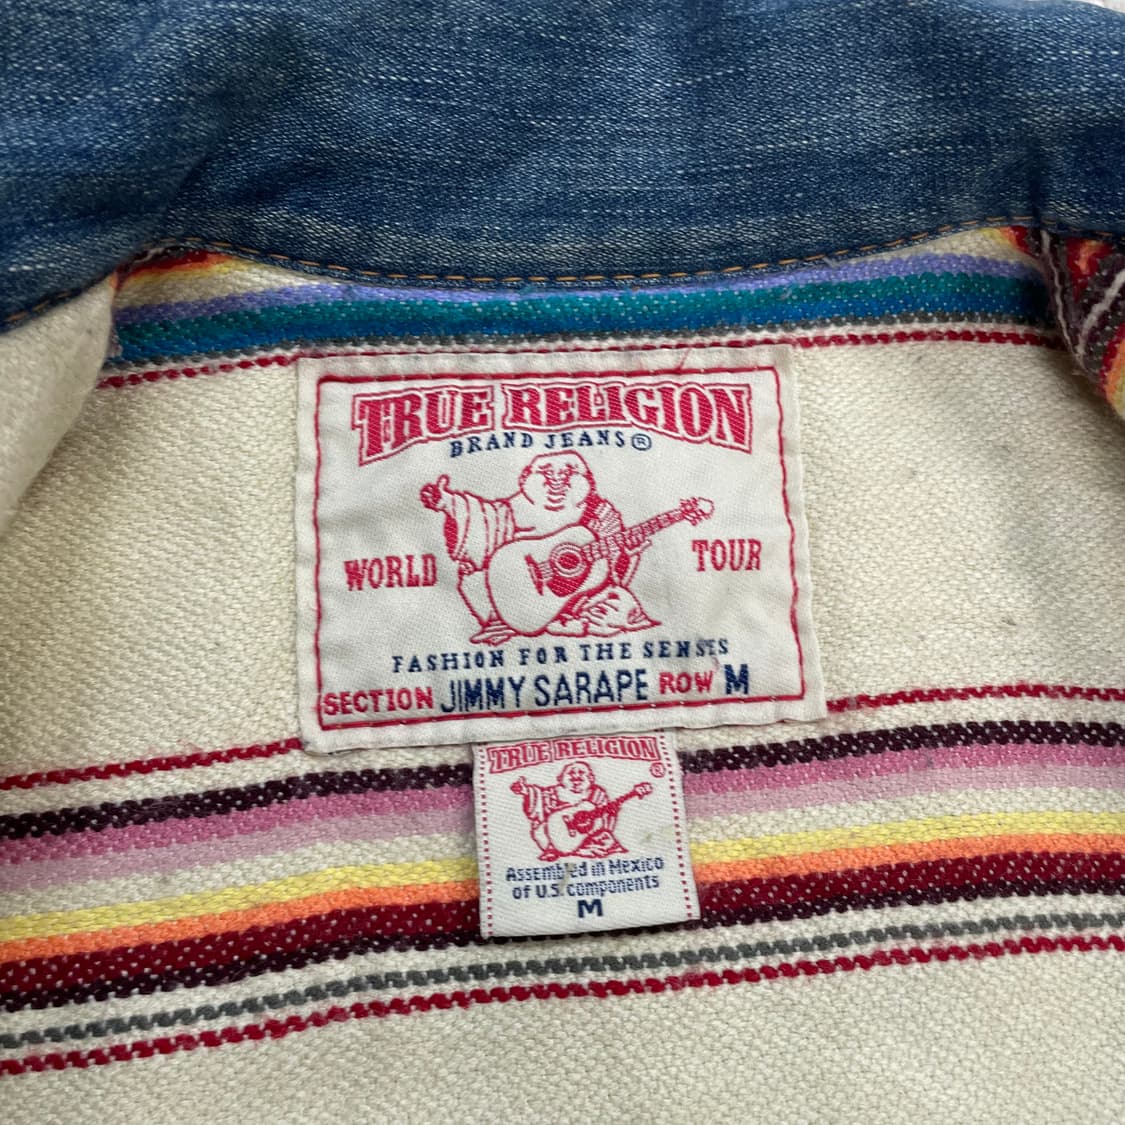 TRUE RELIGION
BRAND JEANS®
WORLD TOUR
FASHION FOR THE SENSES
SECTION JIMMY SARAPE ROW M
TRUE RELIGION
®
Assembled in Mexico
of U.S. components
M